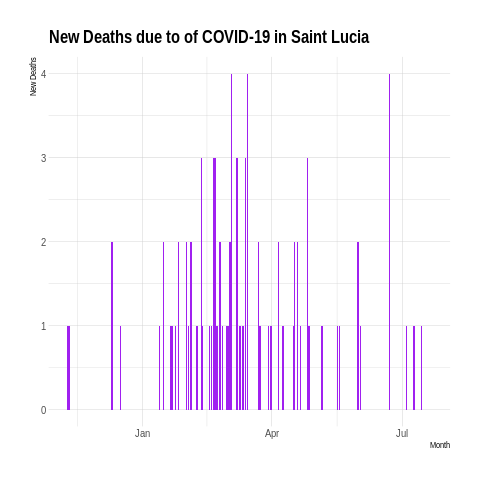 New Deaths due to of COVID-19 in Saint Lucia
New Deaths
4
3
2
1
0
Jan Apr Jul
Month